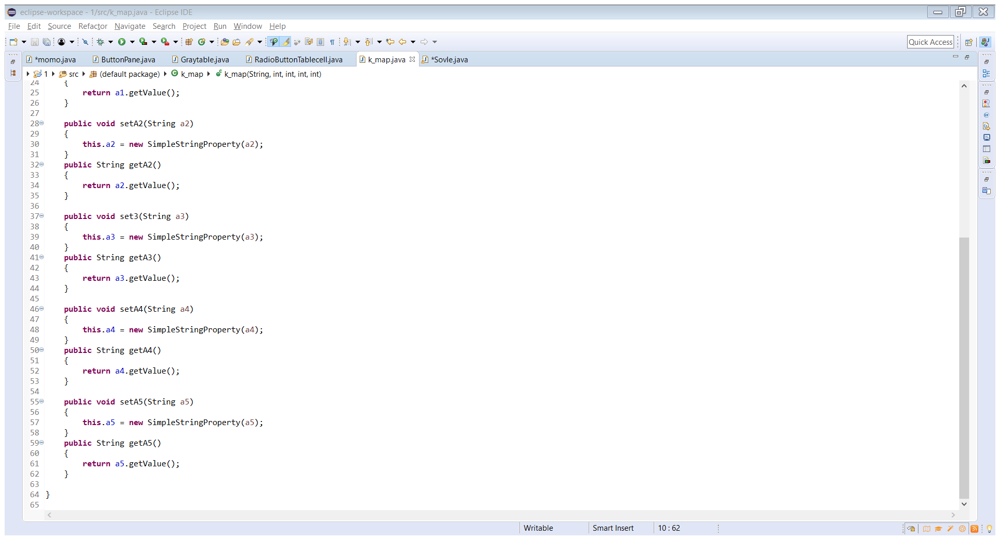 eclipse-workspace - 1/src/k_map.java - Eclipse IDE
File Edit Source Refactor Navigate Search Project Run Window Help
Quick Access
*momo.java ButtonPane.java Graytable.java RadioButtonTablecell.java k_map.java *Sovle.java
1 src (default package) k_map k_map(String, int, int, int, int)
24 {
25 return a1.getValue();
26 }
27
28 public void setA2(String a2)
29 {
30 this.a2 = new SimpleStringProperty(a2);
31 }
32 public String getA2()
33 {
34 return a2.getValue();
35 }
36
37 public void set3(String a3)
38 {
39 this.a3 = new SimpleStringProperty(a3);
40 }
41 public String getA3()
42 {
43 return a3.getValue();
44 }
45
46 public void setA4(String a4)
47 {
48 this.a4 = new SimpleStringProperty(a4);
49 }
50 public String getA4()
51 {
52 return a4.getValue();
53 }
54
55 public void setA5(String a5)
56 {
57 this.a5 = new SimpleStringProperty(a5);
58 }
59 public String getA5()
60 {
61 return a5.getValue();
62 }
63
64 }
65
Writable Smart Insert 10 : 62